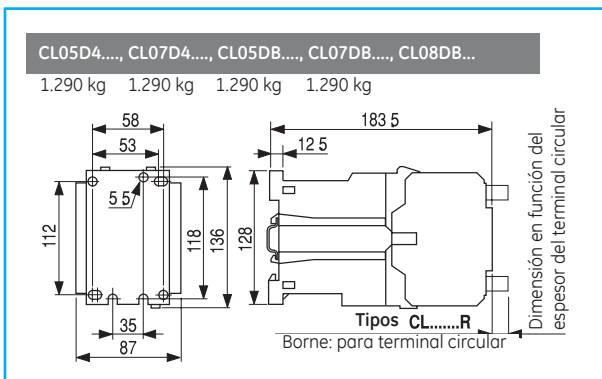 CL05D4...., CL07D4...., CL05DB...., CL07DB...., CL08DB...
1.290 kg 1.290 kg 1.290 kg 1.290 kg
58
53
5 5
112
118
136
35
87
183 5
12 5
128
Tipos CL.......R
Borne: para terminal circular
Dimensión en función del
espesor del terminal circular